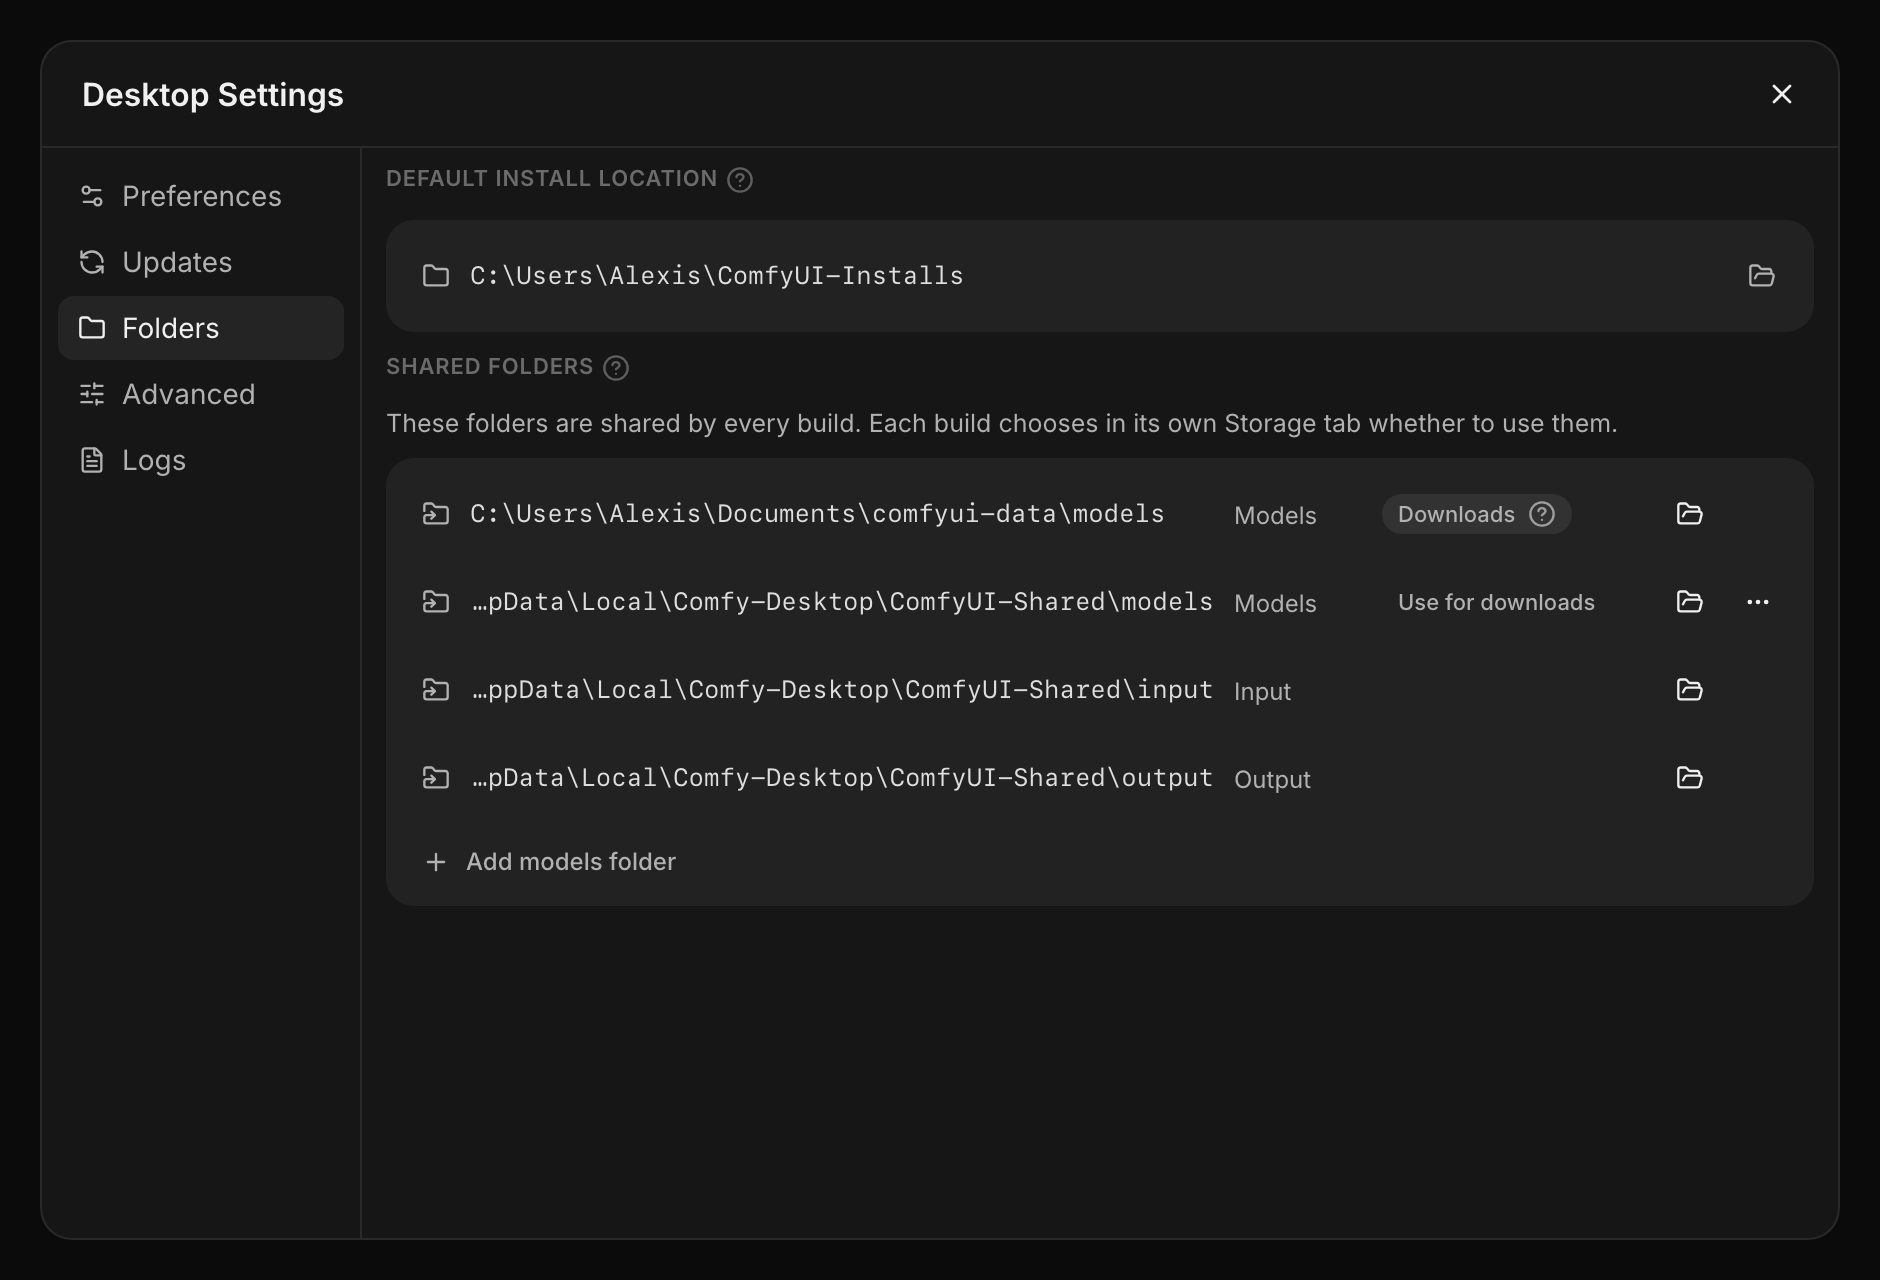 Desktop Settings
Preferences
Updates
Folders
Advanced
Logs
DEFAULT INSTALL LOCATION
C:\Users\Alexis\ComfyUI-Installs
SHARED FOLDERS
These folders are shared by every build. Each build chooses in its own Storage tab whether to use them.
C:\Users\Alexis\Documents\comfyui-data\models Models Downloads
…pData\Local\Comfy-Desktop\ComfyUI-Shared\models Models Use for downloads
…ppData\Local\Comfy-Desktop\ComfyUI-Shared\input Input
…pData\Local\Comfy-Desktop\ComfyUI-Shared\output Output
Add models folder